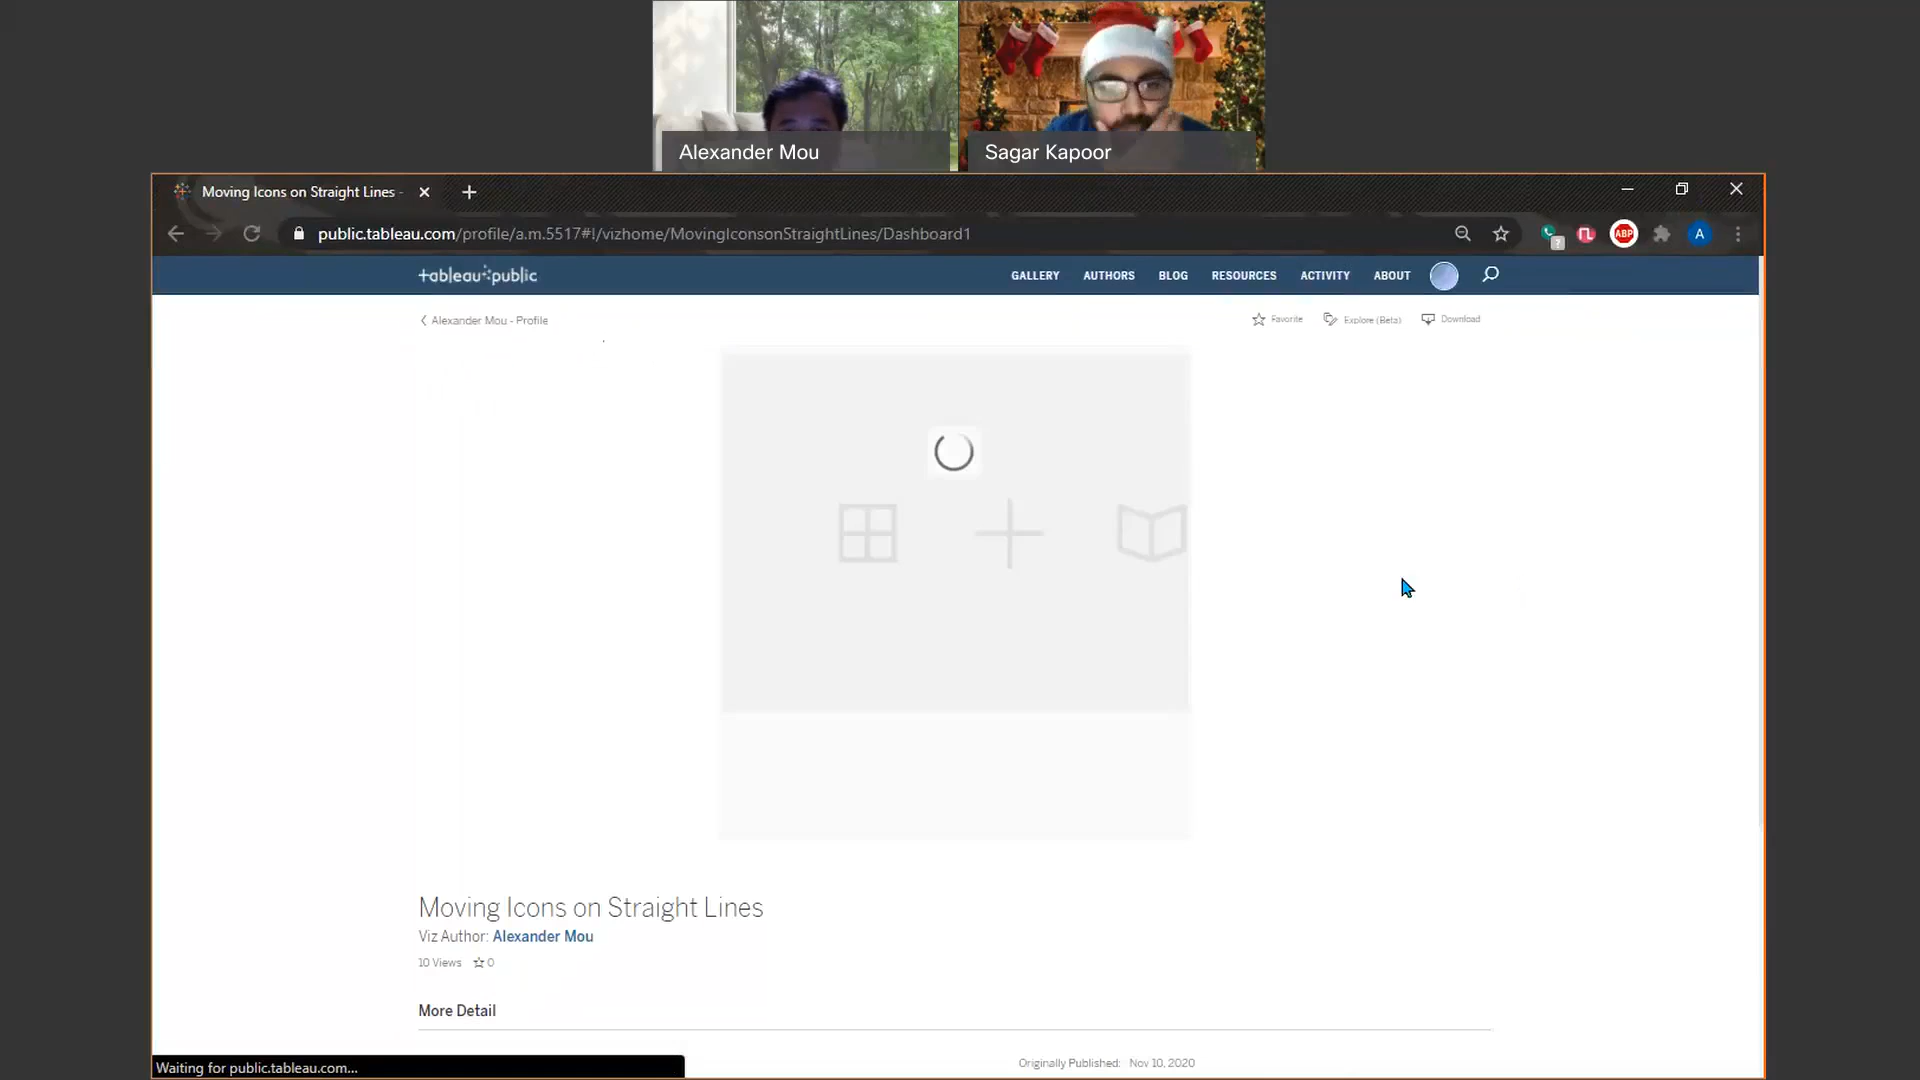 Alexander Mou
Sagar Kapoor
Moving Icons on Straight Lines -
public.tableau.com/profile/a.m.5517#!/vizhome/MovingIconsonStraightLines/Dashboard1
?
ABP
A
+ableau public
GALLERY AUTHORS BLOG RESOURCES ACTIVITY ABOUT
Alexander Mou - Profile
Favorite Explore (Beta) Download
Moving Icons on Straight Lines
Viz Author: Alexander Mou
10 Views 0
More Detail
Originally Published: Nov 10, 2020
Waiting for public.tableau.com...